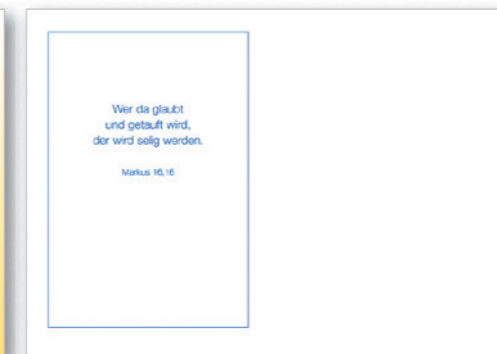 Wer da glaubt
und getauft wird,
der wird selig werden.
Markus 16,16